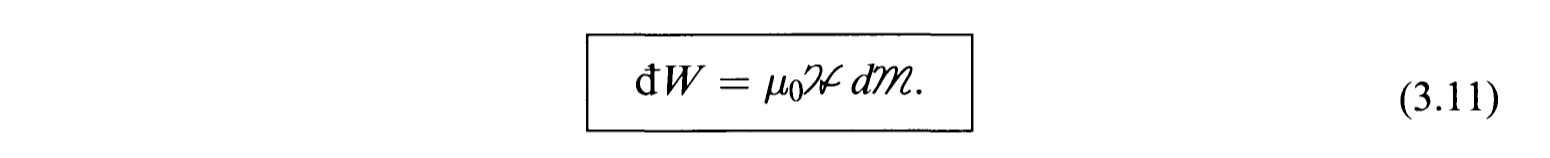 đW = μ₀ℋ dℳ.
(3.11)